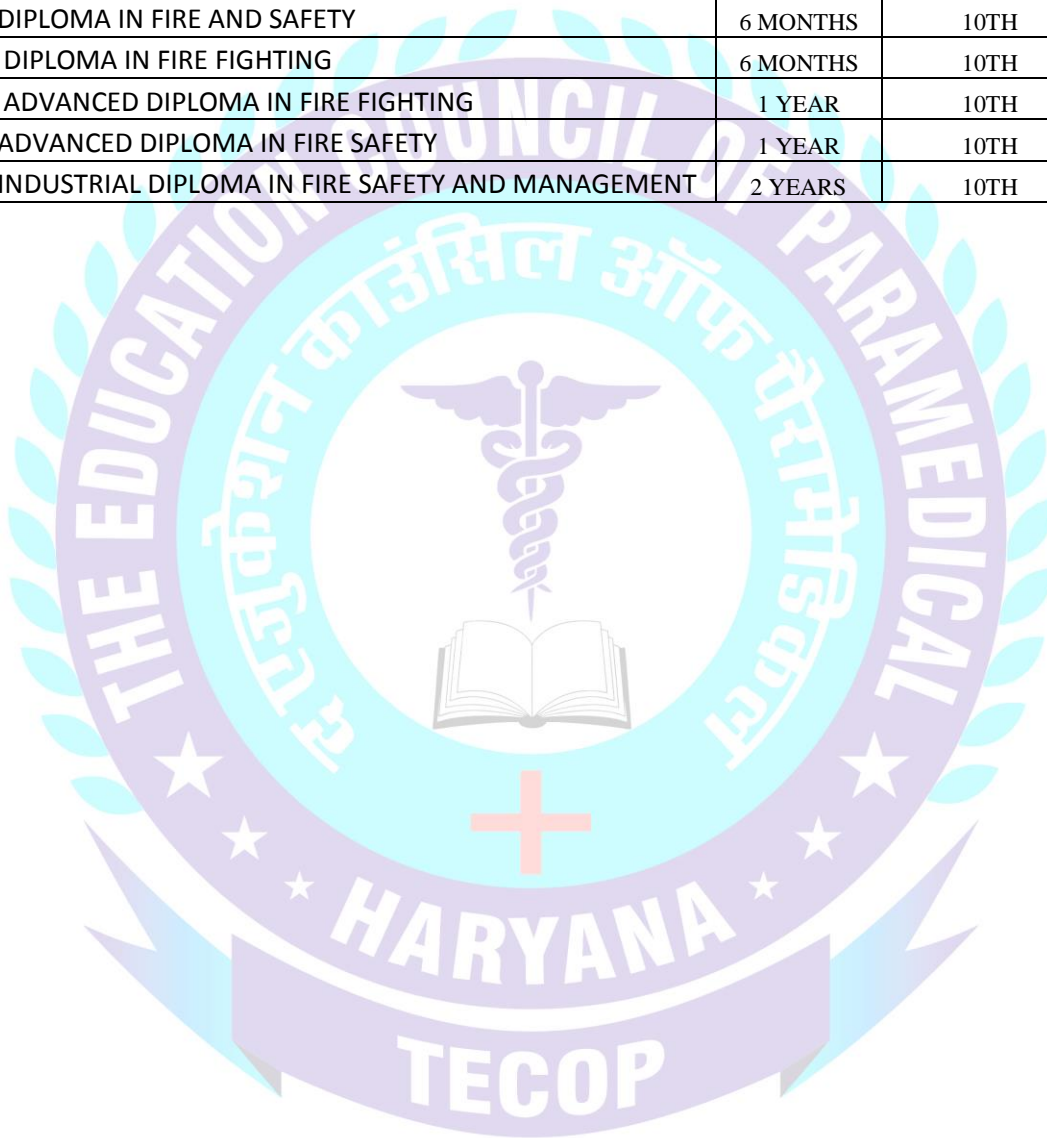 DIPLOMA IN FIRE AND SAFETY 6 MONTHS 10TH
DIPLOMA IN FIRE FIGHTING 6 MONTHS 10TH
ADVANCED DIPLOMA IN FIRE FIGHTING 1 YEAR 10TH
ADVANCED DIPLOMA IN FIRE SAFETY 1 YEAR 10TH
INDUSTRIAL DIPLOMA IN FIRE SAFETY AND MANAGEMENT 2 YEARS 10TH
THE EDUCATION COUNCIL OF PARAMEDICAL
द एजुकेशन काउंसिल ऑफ पैरामेडिकल
HARYANA
TECOP